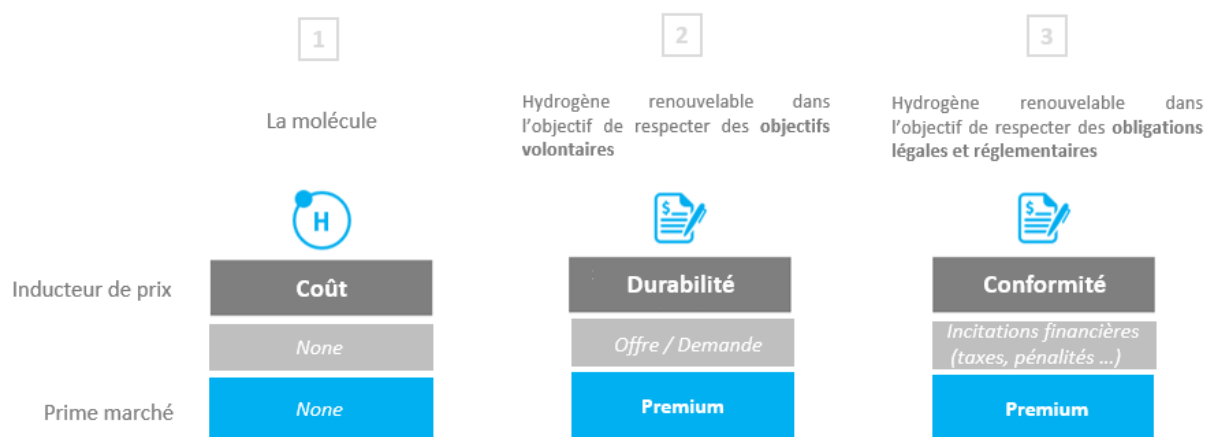 1
2
3
La molécule
Hydrogène renouvelable dans
l'objectif de respecter des objectifs
volontaires
Hydrogène renouvelable dans
l'objectif de respecter des obligations
légales et réglementaires
H
$
$
Inducteur de prix
Coût
Durabilité
Conformité
None
Offre / Demande
Incitations financières
(taxes, pénalités ...)
Prime marché
None
Premium
Premium